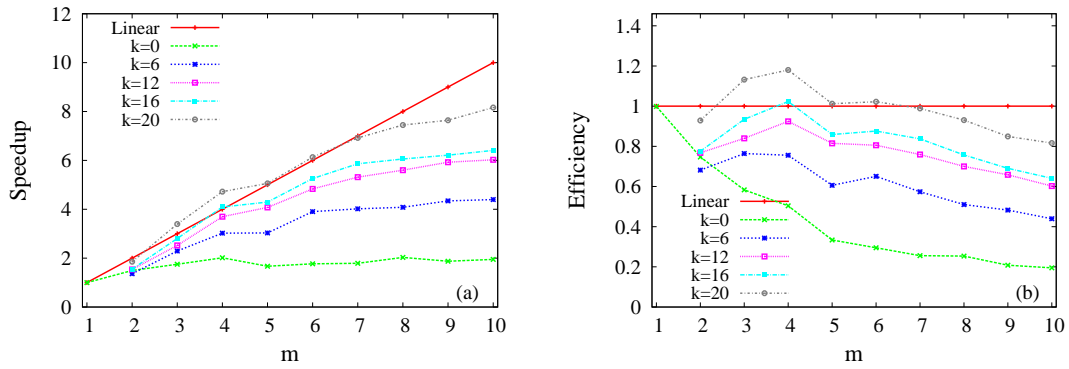 Speedup
12
10
8
6
4
2
0
Linear
k=0
k=6
k=12
k=16
k=20
(a)
1 2 3 4 5 6 7 8 9 10
m
Efficiency
1.4
1.2
1
0.8
0.6
0.4
0.2
0
Linear
k=0
k=6
k=12
k=16
k=20
(b)
1 2 3 4 5 6 7 8 9 10
m